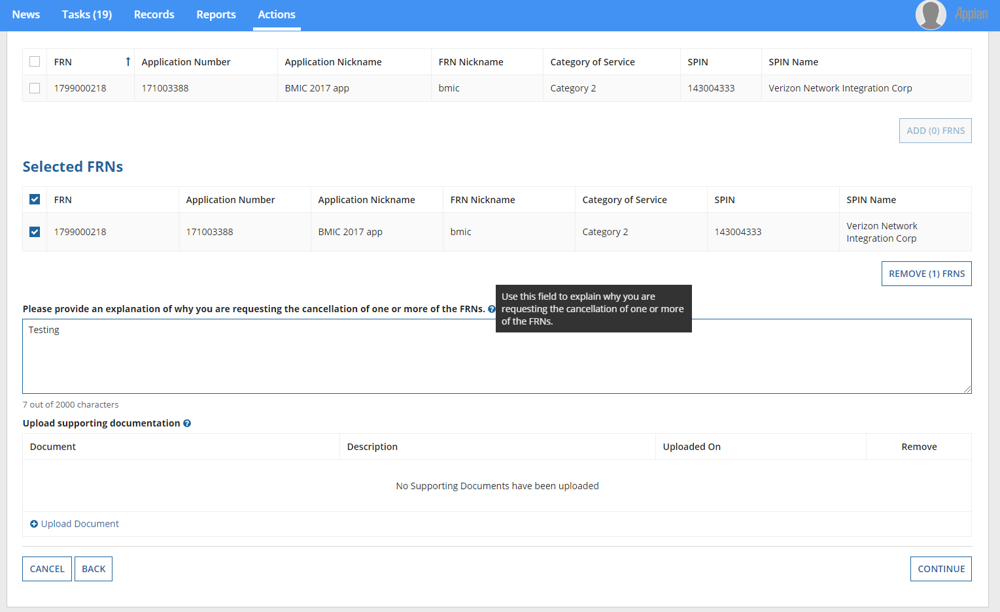 News Tasks (19) Records Reports Actions Appian
FRN Application Number Application Nickname FRN Nickname Category of Service SPIN SPIN Name
1799000218 171003388 BMIC 2017 app bmic Category 2 143004333 Verizon Network Integration Corp
ADD (0) FRNS
Selected FRNs
FRN Application Number Application Nickname FRN Nickname Category of Service SPIN SPIN Name
1799000218 171003388 BMIC 2017 app bmic Category 2 143004333 Verizon Network
Integration Corp
REMOVE (1) FRNS
Please provide an explanation of why you are requesting the cancellation of one or more of the FRNs.
Use this field to explain why you are
requesting the cancellation of one or more
of the FRNs.
Testing
7 out of 2000 characters
Upload supporting documentation
Document Description Uploaded On Remove
No Supporting Documents have been uploaded
Upload Document
CANCEL BACK CONTINUE